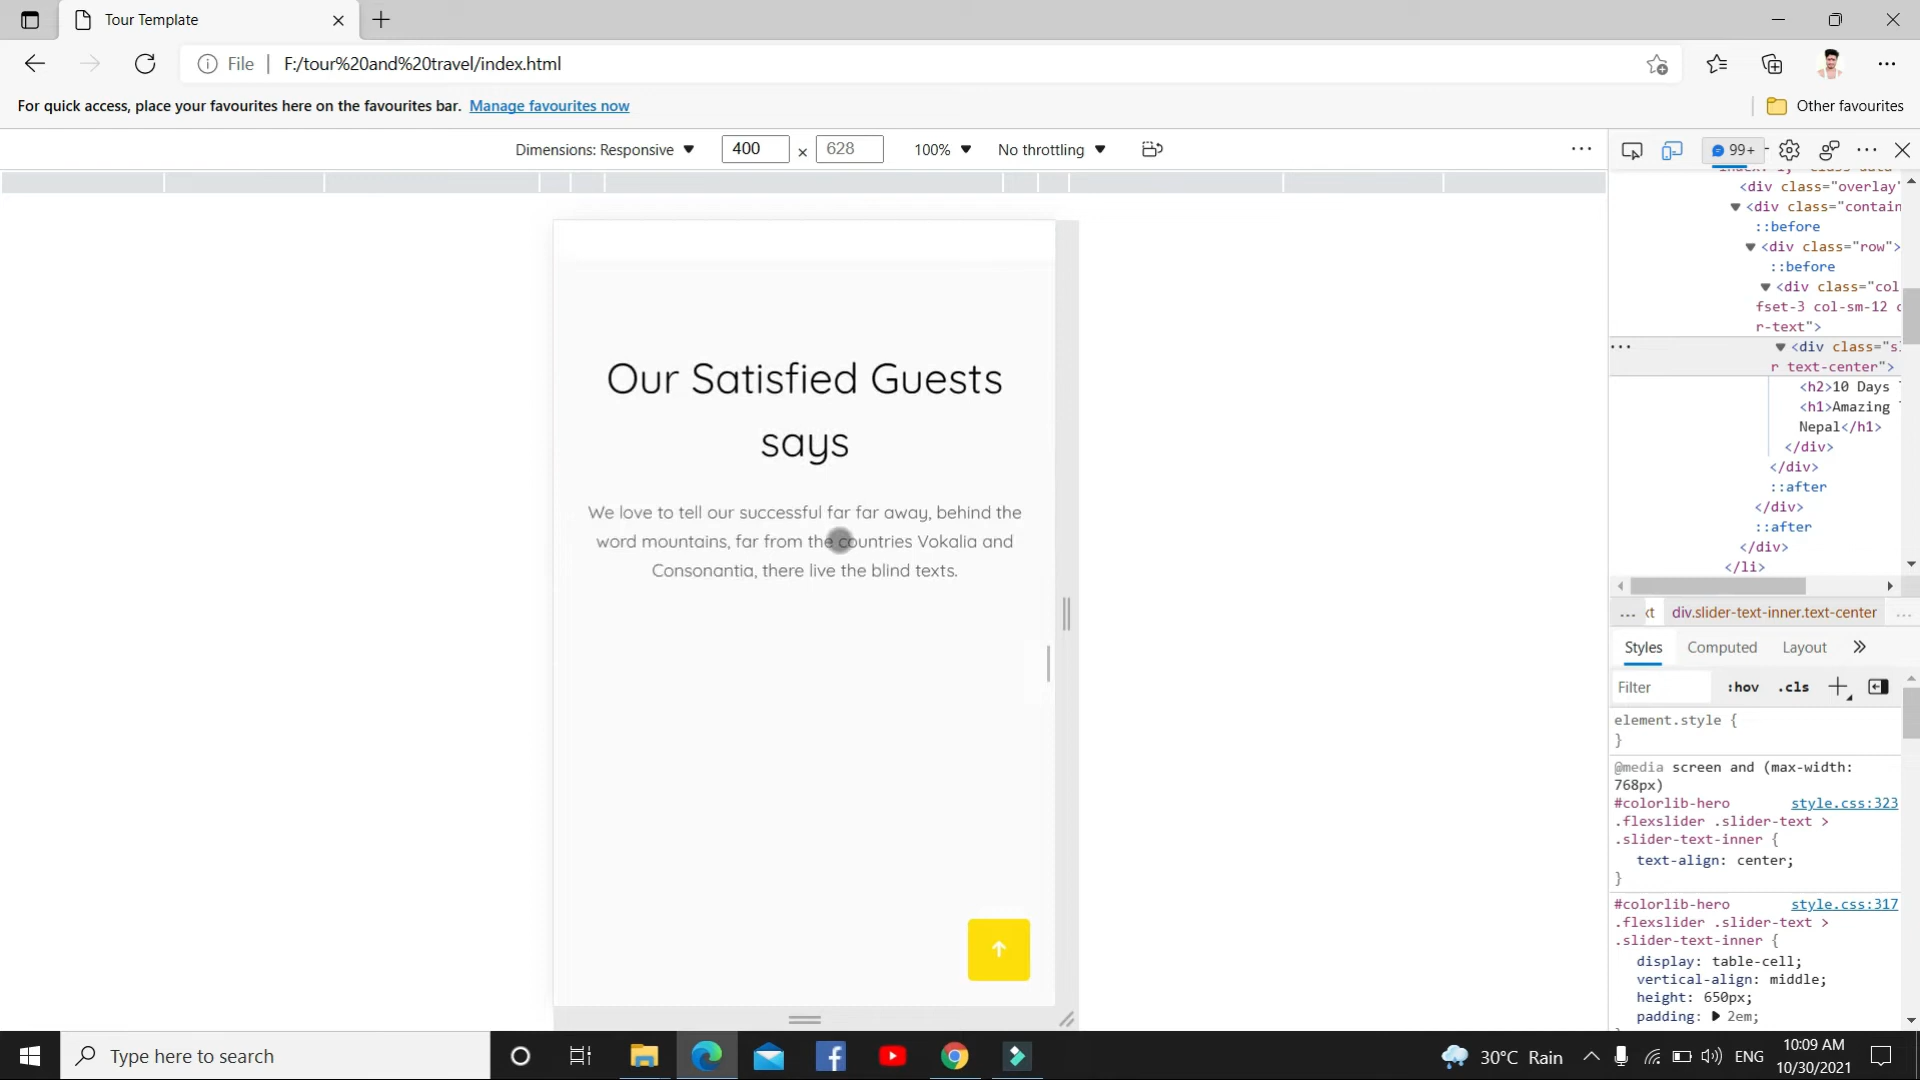 Tour Template
File
F:/tour%20and%20travel/index.html
For quick access, place your favourites here on the favourites bar. Manage favourites now
Other favourites
Dimensions: Responsive
400 × 628
100%
No throttling
99+
<div class="overlay"
<div class="contain
::before
<div class="row">
::before
<div class="col
fset-3 col-sm-12 c
r-text">
<div class="s
r text-center">
<h2>10 Days
<h1>Amazing
Nepal</h1>
</div>
</div>
::after
</div>
::after
</div>
</li>
... xt div.slider-text-inner.text-center ...
Styles Computed Layout
Filter :hov .cls
element.style {
}
@media screen and (max-width:
768px)
#colorlib-hero style.css:323
.flexslider .slider-text >
.slider-text-inner {
text-align: center;
}
#colorlib-hero style.css:317
.flexslider .slider-text >
.slider-text-inner {
display: table-cell;
vertical-align: middle;
height: 650px;
padding: 2em;
Our Satisfied Guests
says
We love to tell our successful far far away, behind the
word mountains, far from the countries Vokalia and
Consonantia, there live the blind texts.
Type here to search
30°C Rain
ENG
10:09 AM
10/30/2021